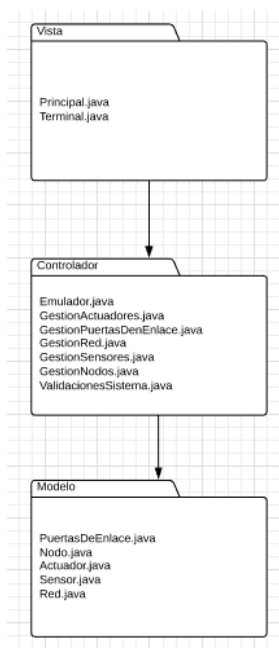 Vista
Principal.java
Terminal.java
Controlador
Emulador.java
GestionActuadores.java
GestionPuertasDenEnlace.java
GestionRed.java
GestionSensores.java
GestionNodos.java
ValidacionesSistema.java
Modelo
PuertasDeEnlace.java
Nodo.java
Actuador.java
Sensor.java
Red.java